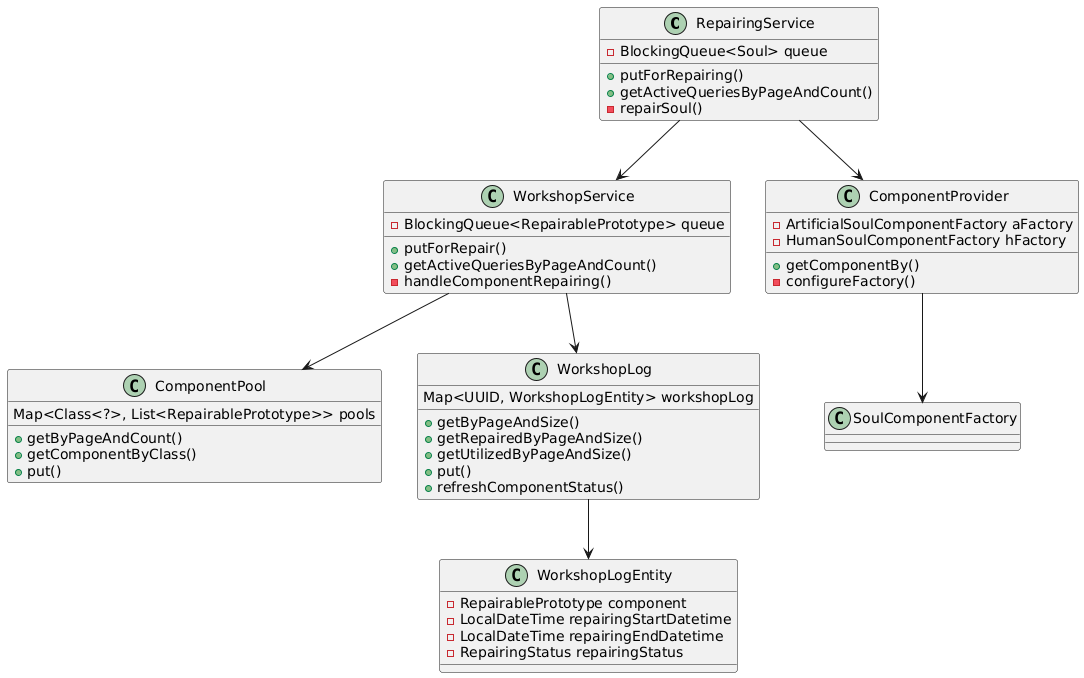 C RepairingService
BlockingQueue<Soul> queue
putForRepairing()
getActiveQueriesByPageAndCount()
repairSoul()
C WorkshopService
BlockingQueue<RepairablePrototype> queue
putForRepair()
getActiveQueriesByPageAndCount()
handleComponentRepairing()
C ComponentProvider
ArtificialSoulComponentFactory aFactory
HumanSoulComponentFactory hFactory
getComponentBy()
configureFactory()
C ComponentPool
Map<Class<?>, List<RepairablePrototype>> pools
getByPageAndCount()
getComponentByClass()
put()
C WorkshopLog
Map<UUID, WorkshopLogEntity> workshopLog
getByPageAndSize()
getRepairedByPageAndSize()
getUtilizedByPageAndSize()
put()
refreshComponentStatus()
C SoulComponentFactory
C WorkshopLogEntity
RepairablePrototype component
LocalDateTime repairingStartDatetime
LocalDateTime repairingEndDatetime
RepairingStatus repairingStatus